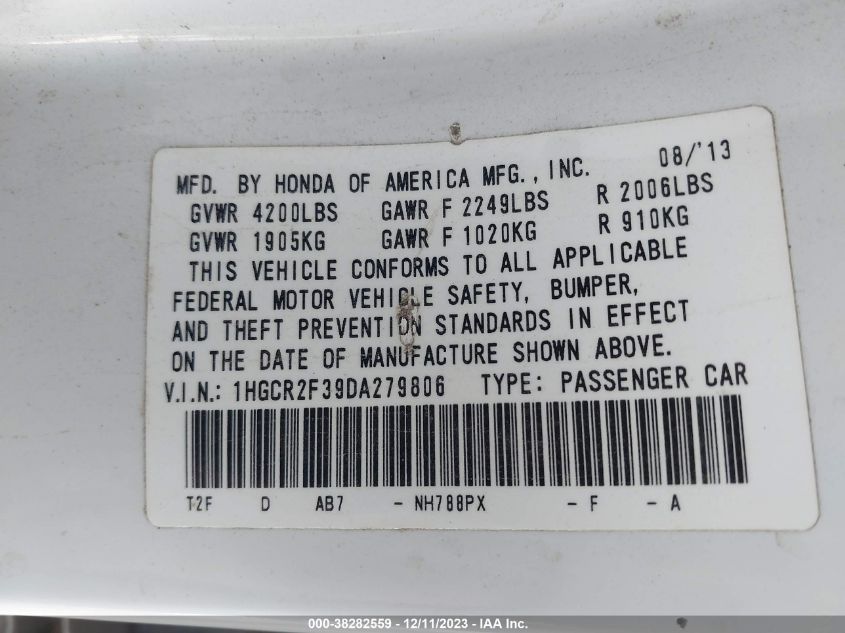 MFD. BY HONDA OF AMERICA MFG., INC. 08/'13
GVWR 4200LBS GAWR F 2249LBS R 2006LBS
GVWR 1905KG GAWR F 1020KG R 910KG
THIS VEHICLE CONFORMS TO ALL APPLICABLE
FEDERAL MOTOR VEHICLE SAFETY, BUMPER,
AND THEFT PREVENTION STANDARDS IN EFFECT
ON THE DATE OF MANUFACTURE SHOWN ABOVE.
V.I.N.: 1HGCR2F39DA279806 TYPE: PASSENGER CAR
T2F D AB7 - NH788PX - F - A
000-38282559 - 12/11/2023 - IAA Inc.